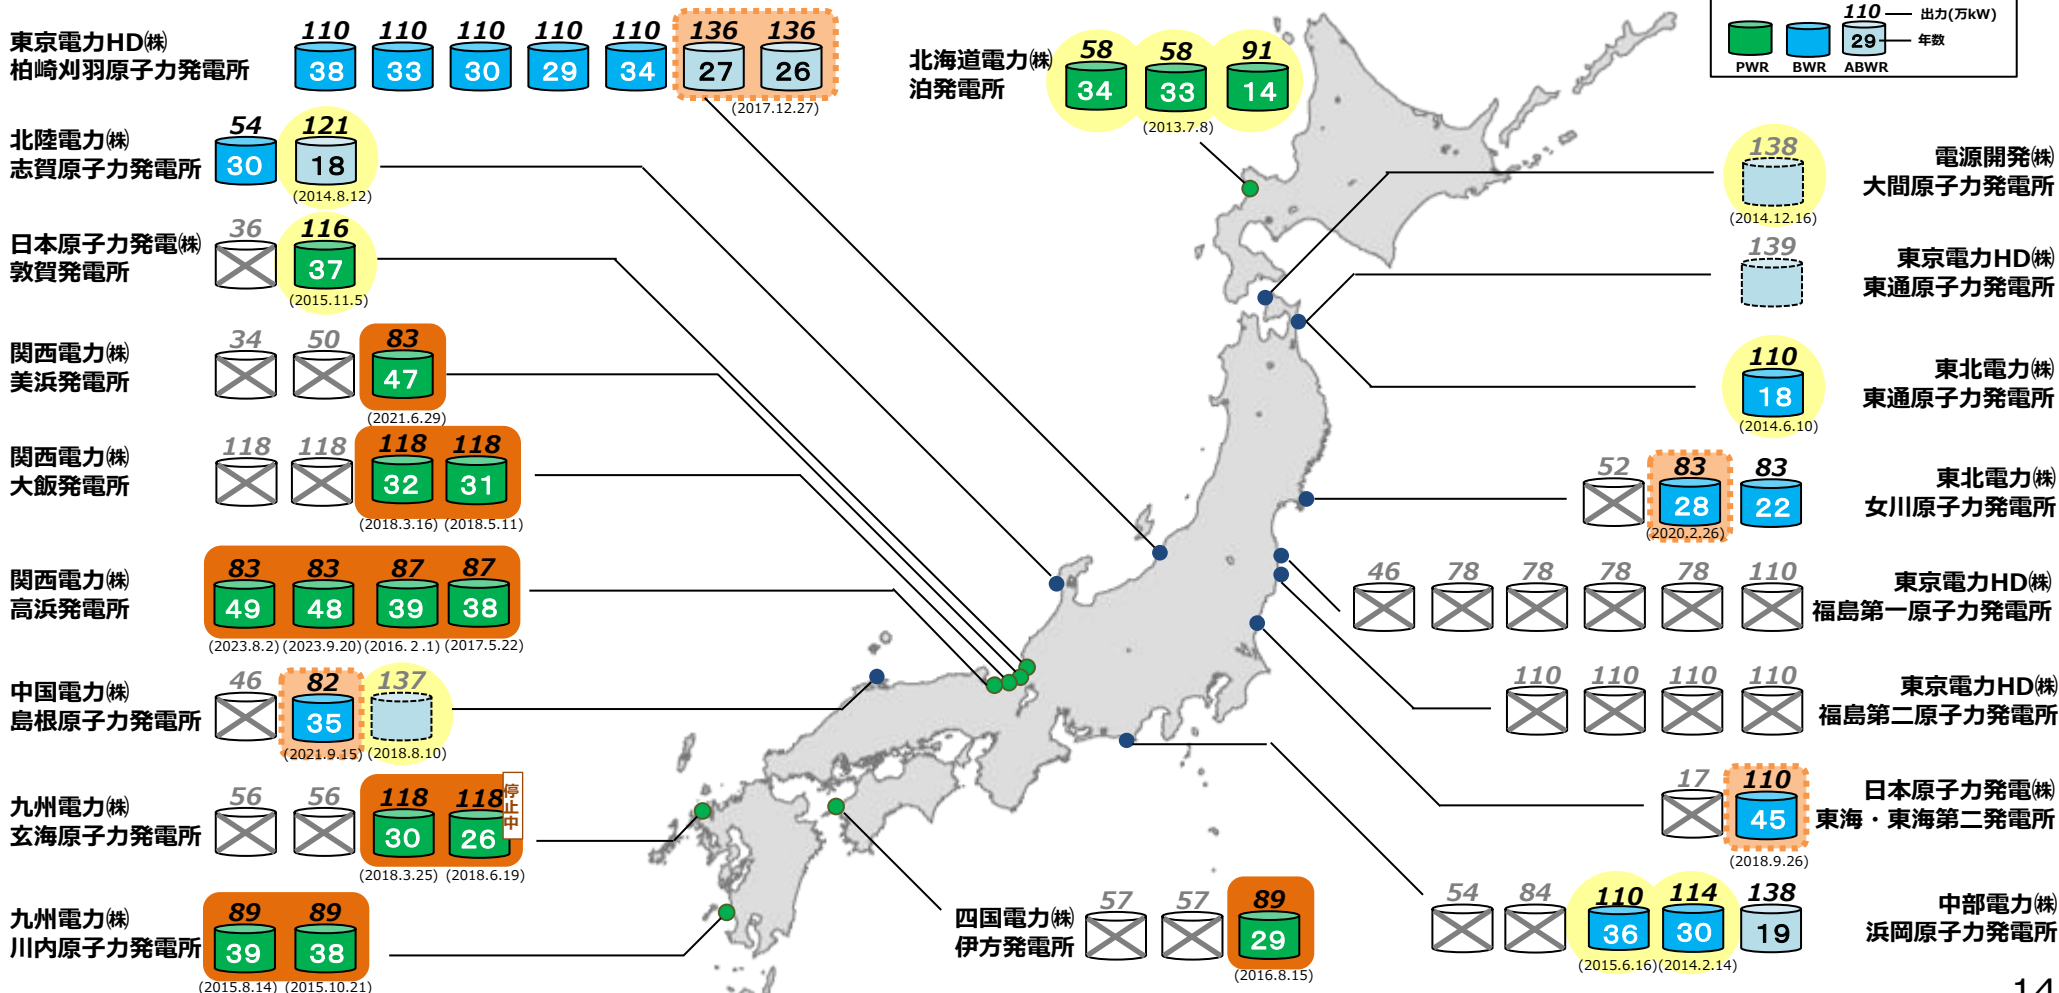 110 出力(万kW)
29 年数
PWR BWR ABWR
東京電力HD㈱
柏崎刈羽原子力発電所
110 110 110 110 110 136 136
38 33 30 29 34 27 26
(2017.12.27)
北海道電力㈱
泊発電所
58 58 91
34 33 14
(2013.7.8)
北陸電力㈱
志賀原子力発電所
54 121
30 18
(2014.8.12)
電源開発㈱
大間原子力発電所
138
(2014.12.16)
日本原子力発電㈱
敦賀発電所
36 116
37
(2015.11.5)
東京電力HD㈱
東通原子力発電所
139
関西電力㈱
美浜発電所
34 50 83
47
(2021.6.29)
東北電力㈱
東通原子力発電所
110
18
(2014.6.10)
関西電力㈱
大飯発電所
118 118 118 118
32 31
(2018.3.16) (2018.5.11)
東北電力㈱
女川原子力発電所
52 83 83
28 22
(2020.2.26)
関西電力㈱
高浜発電所
83 83 87 87
49 48 39 38
(2023.8.2) (2023.9.20) (2016.2.1) (2017.5.22)
東京電力HD㈱
福島第一原子力発電所
46 78 78 78 78 110
中国電力㈱
島根原子力発電所
46 82 137
35
(2021.9.15) (2018.8.10)
東京電力HD㈱
福島第二原子力発電所
110 110 110 110
九州電力㈱
玄海原子力発電所
56 56 118 118
30 26
停止中
(2018.3.25) (2018.6.19)
日本原子力発電㈱
東海・東海第二発電所
17 110
45
(2018.9.26)
九州電力㈱
川内原子力発電所
89 89
39 38
(2015.8.14) (2015.10.21)
四国電力㈱
伊方発電所
57 57 89
29
(2016.8.15)
中部電力㈱
浜岡原子力発電所
54 84 110 114 138
36 30 19
(2015.6.16) (2014.2.14)
14